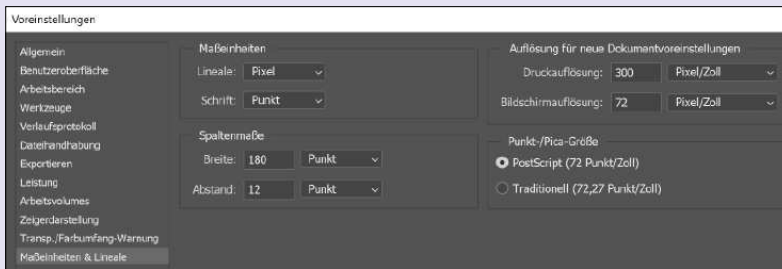 Voreinstellungen
Allgemein
Benutzeroberfläche
Arbeitsbereich
Werkzeuge
Verlaufsprotokoll
Dateihandhabung
Exportieren
Leistung
Arbeitsvolumes
Zeigerdarstellung
Transp./Farbumfang-Warnung
Maßeinheiten & Lineale
Maßeinheiten
Lineale: Pixel
Schrift: Punkt
Spaltenmaße
Breite: 180 Punkt
Abstand: 12 Punkt
Auflösung für neue Dokumentvoreinstellungen
Druckauflösung: 300 Pixel/Zoll
Bildschirmauflösung: 72 Pixel/Zoll
Punkt-/Pica-Größe
PostScript (72 Punkt/Zoll)
Traditionell (72,27 Punkt/Zoll)